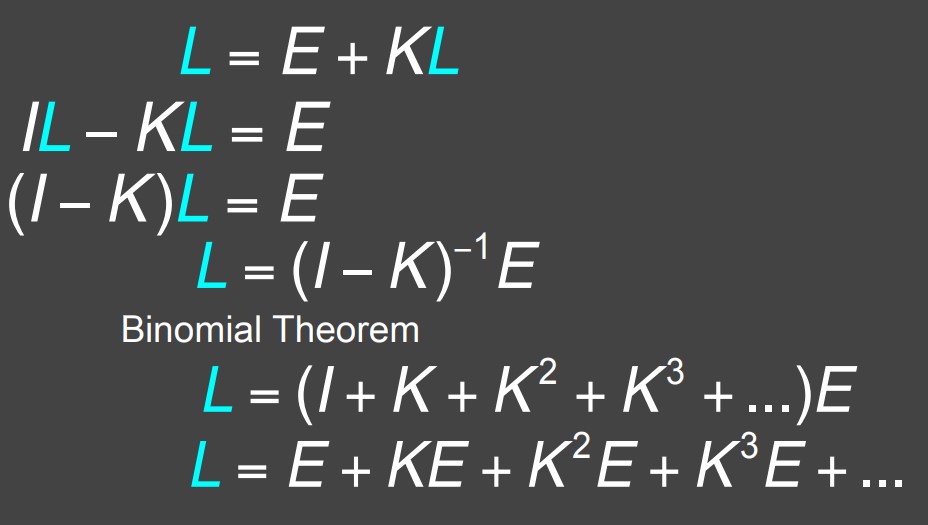 L = E + KL
IL – KL = E
(I – K)L = E
L = (I – K)⁻¹E
Binomial Theorem
L = (I + K + K² + K³ + ...)E
L = E + KE + K²E + K³E + ...